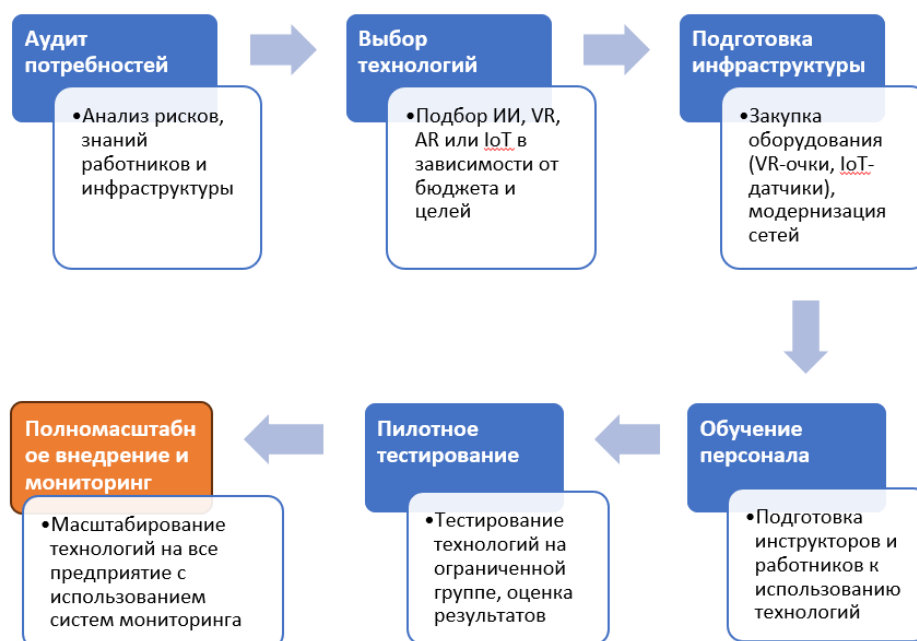 Аудит
потребностей
•Анализ рисков,
знаний
работников и
инфраструктуры
Выбор
технологий
•Подбор ИИ, VR,
AR или IoT в
зависимости от
бюджета и
целей
Подготовка
инфраструктуры
•Закупка
оборудования
(VR-очки, IoT-
датчики),
модернизация
сетей
Обучение
персонала
•Подготовка
инструкторов и
работников к
использованию
технологий
Пилотное
тестирование
•Тестирование
технологий на
ограниченной
группе, оценка
результатов
Полномасштабн
ое внедрение и
мониторинг
•Масштабирование
технологий на все
предприятие с
использованием
систем мониторинга